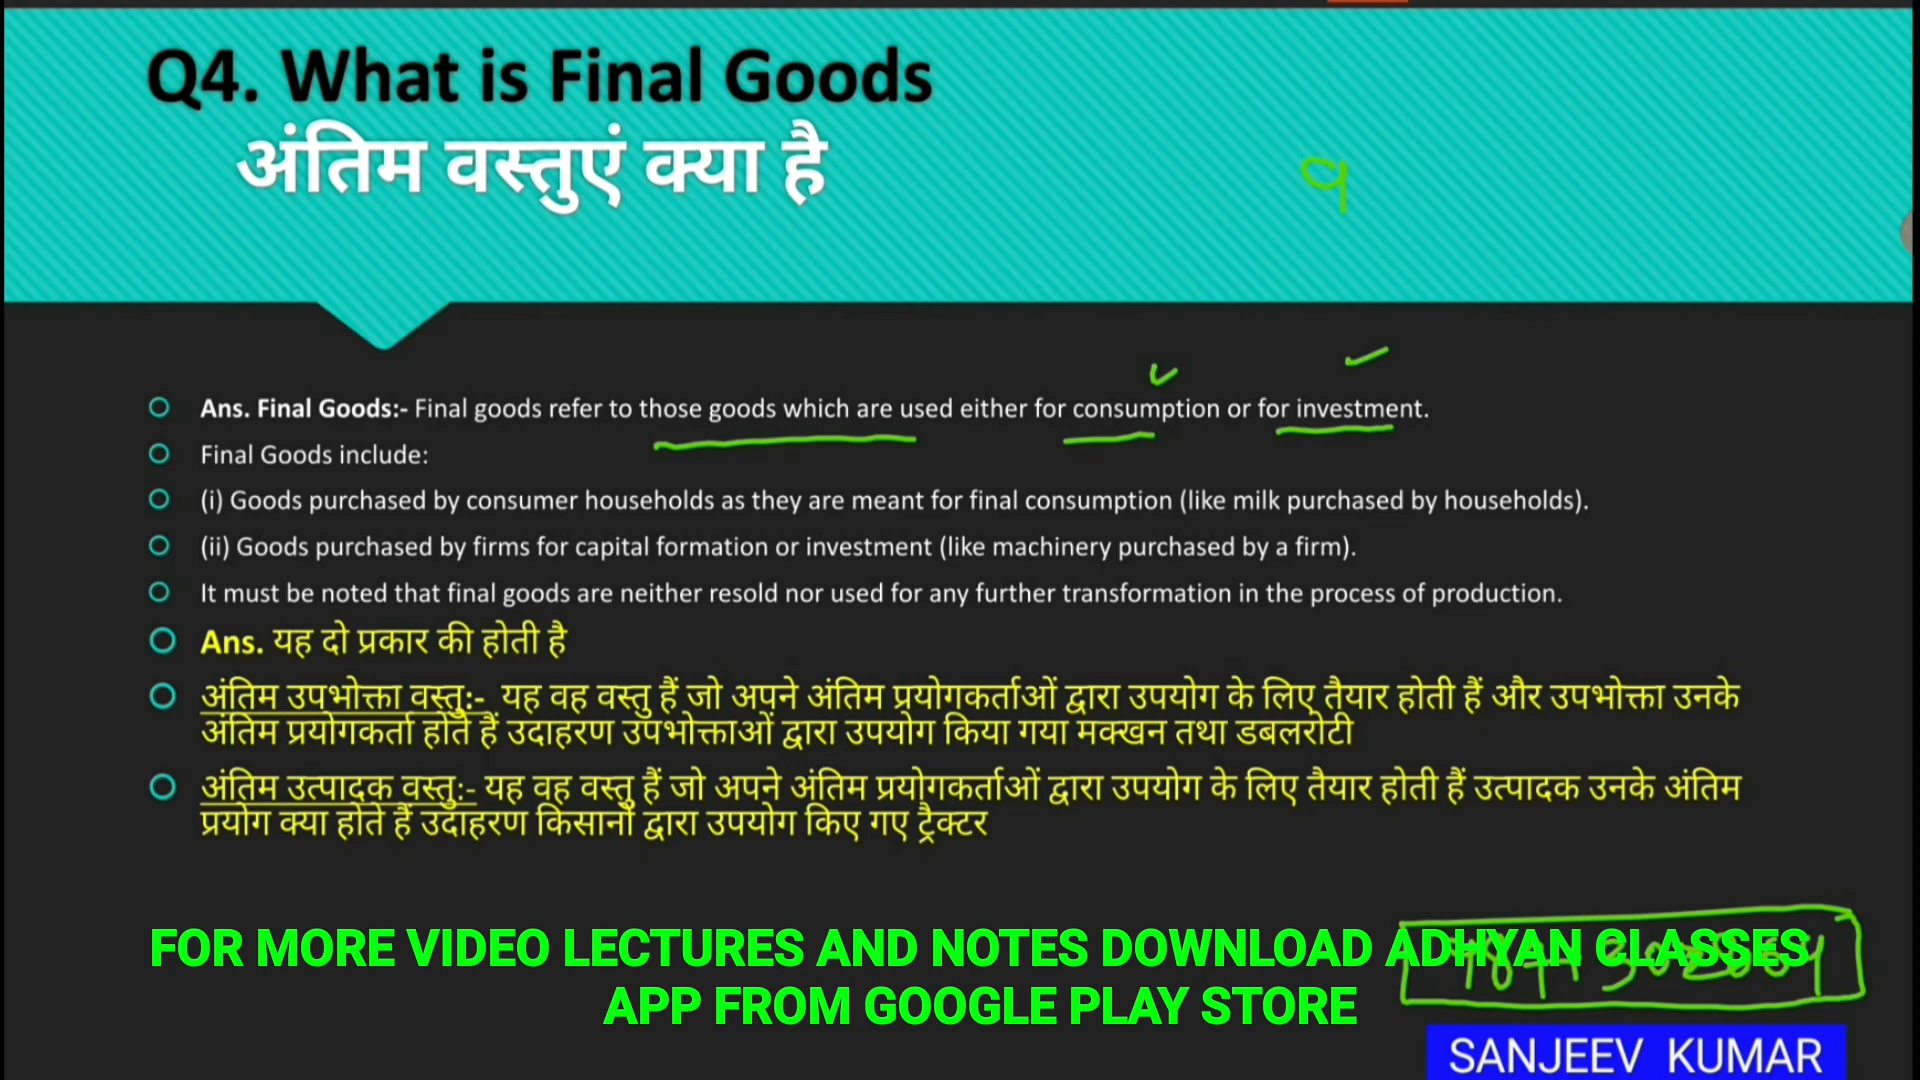 Q4. What is Final Goods
अंतिम वस्तुएं क्या है
Ans. Final Goods:- Final goods refer to those goods which are used either for consumption or for investment.
Final Goods include:
(i) Goods purchased by consumer households as they are meant for final consumption (like milk purchased by households).
(ii) Goods purchased by firms for capital formation or investment (like machinery purchased by a firm).
It must be noted that final goods are neither resold nor used for any further transformation in the process of production.
Ans. यह दो प्रकार की होती है
अंतिम उपभोक्ता वस्तु:- यह वह वस्तु हैं जो अपने अंतिम प्रयोगकर्ताओं द्वारा उपयोग के लिए तैयार होती हैं और उपभोक्ता उनके
अंतिम प्रयोगकर्ता होते हैं उदाहरण उपभोक्ताओं द्वारा उपयोग किया गया मक्खन तथा डबलरोटी
अंतिम उत्पादक वस्तु:- यह वह वस्तु हैं जो अपने अंतिम प्रयोगकर्ताओं द्वारा उपयोग के लिए तैयार होती हैं उत्पादक उनके अंतिम
प्रयोग क्या होते हैं उदाहरण किसानों द्वारा उपयोग किए गए ट्रैक्टर
FOR MORE VIDEO LECTURES AND NOTES DOWNLOAD ADHYAN CLASSES
APP FROM GOOGLE PLAY STORE
SANJEEV KUMAR